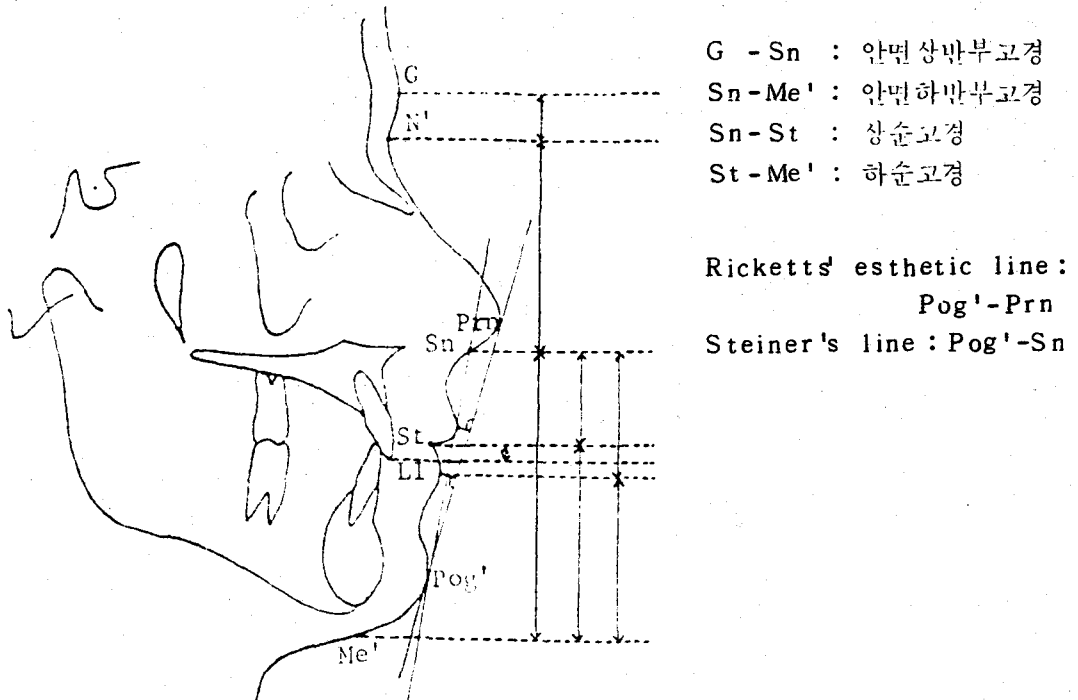 G - Sn : 안면상반부고경
Sn-Me' : 안면하반부고경
Sn-St : 상순고경
St-Me' : 하순고경
Ricketts' esthetic line :
Pog'-Prn
Steiner's line : Pog'-Sn
G
N'
Prn
Sn
St
LI
Pog'
Me'